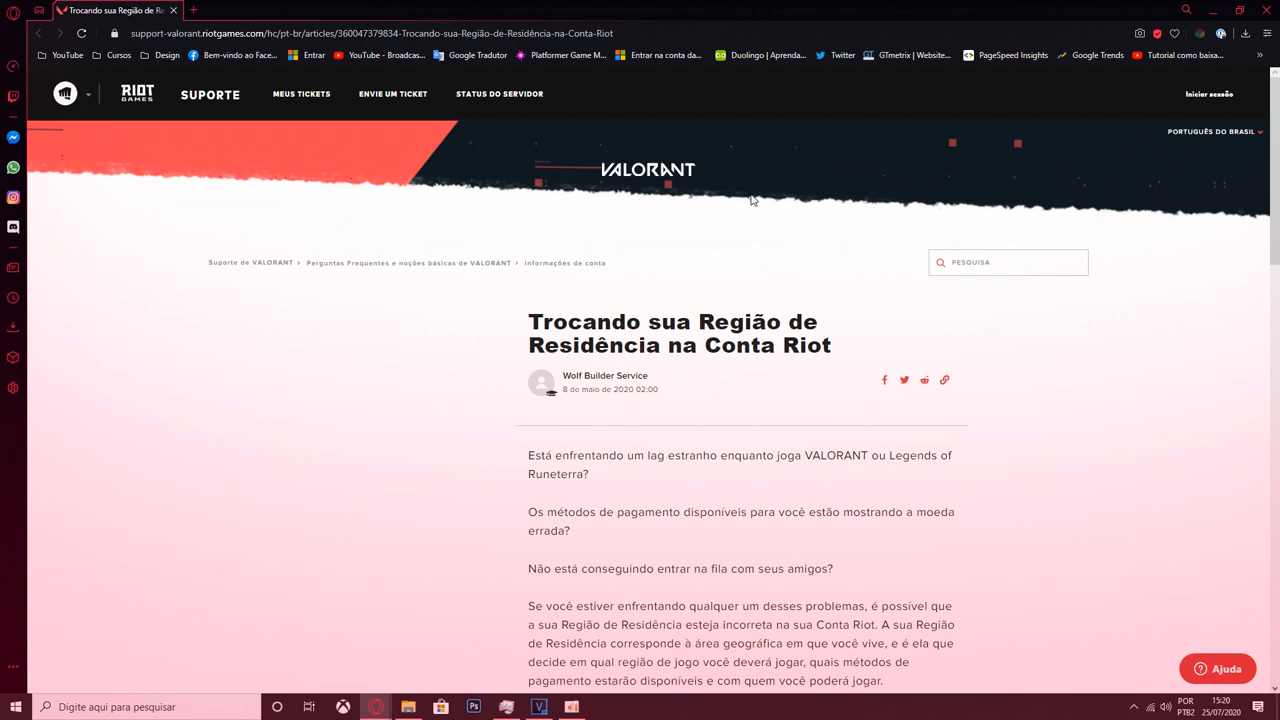 Trocando sua Região de R
support-valorant.riotgames.com/hc/pt-br/articles/360047379834-Trocando-sua-Região-de-Residência-na-Conta-Riot
YouTube Cursos Design Bem-vindo ao Face... Entrar YouTube - Broadcas... Google Tradutor Platformer Game M... Entrar na conta da... Duolingo | Aprenda... Twitter GTmetrix | Website... PageSpeed Insights Google Trends Tutorial como baixa...
RIOT GAMES SUPORTE MEUS TICKETS ENVIE UM TICKET STATUS DO SERVIDOR Iniciar sessão
PORTUGUÊS DO BRASIL
VALORANT
Suporte de VALORANT > Perguntas Frequentes e noções básicas de VALORANT > Informações de conta
PESQUISA
Trocando sua Região de
Residência na Conta Riot
Wolf Builder Service
8 de maio de 2020 02:00
Está enfrentando um lag estranho enquanto joga VALORANT ou Legends of
Runeterra?
Os métodos de pagamento disponíveis para você estão mostrando a moeda
errada?
Não está conseguindo entrar na fila com seus amigos?
Se você estiver enfrentando qualquer um desses problemas, é possível que
a sua Região de Residência esteja incorreta na sua Conta Riot. A sua Região
de Residência corresponde à área geográfica em que você vive, e é ela que
decide em qual região de jogo você deverá jogar, quais métodos de
pagamento estarão disponíveis e com quem você poderá jogar.
Ajuda
Digite aqui para pesquisar
POR
PTB2
15:20
25/07/2020